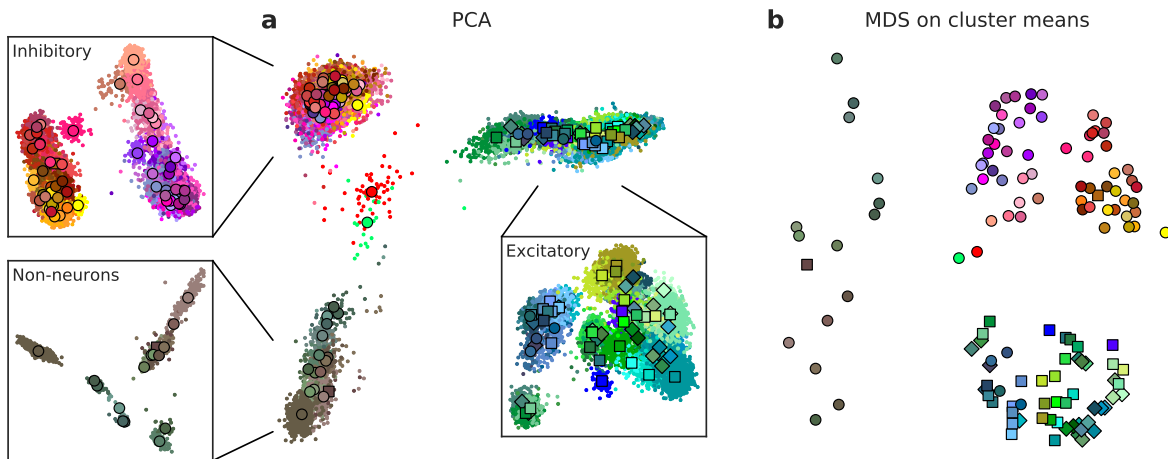 a
PCA
b
MDS on cluster means
Inhibitory
Non-neurons
Excitatory